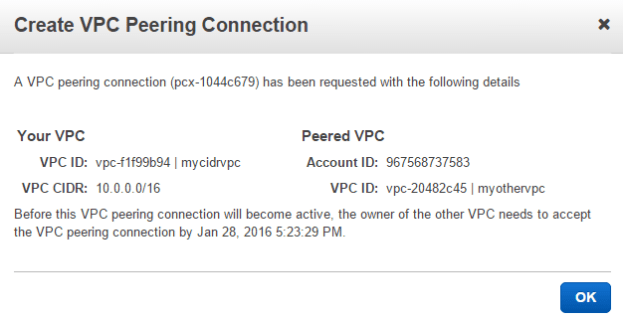 Create VPC Peering Connection
A VPC peering connection (pcx-1044c679) has been requested with the following details
Your VPC
Peered VPC
VPC ID: vpc-f1f99b94 | mycidrvpc
Account ID: 967568737583
VPC CIDR: 10.0.0.0/16
VPC ID: vpc-20482c45 | myothervpc
Before this VPC peering connection will become active, the owner of the other VPC needs to accept
the VPC peering connection by Jan 28, 2016 5:23:29 PM.
OK